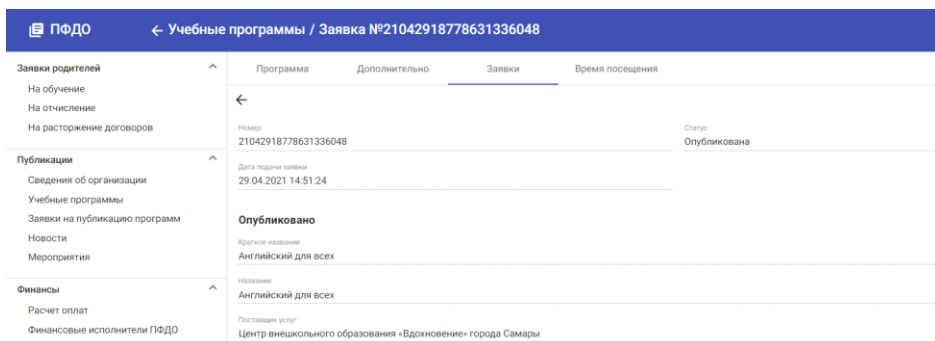 ПФДО
← Учебные программы / Заявка №21042918778631336048
Заявки родителей
На обучение
На отчисление
На расторжение договоров
Публикации
Сведения об организации
Учебные программы
Заявки на публикацию программ
Новости
Мероприятия
Финансы
Расчет оплат
Финансовые исполнители ПФДО
Программа Дополнительно Заявки Время посещения
←
Номер Статус
21042918778631336048 Опубликована
Дата подачи заявки
29.04.2021 14:51:24
Опубликовано
Краткое название
Английский для всех
Название
Английский для всех
Поставщик услуг
Центр внешкольного образования «Вдохновение» города Самары